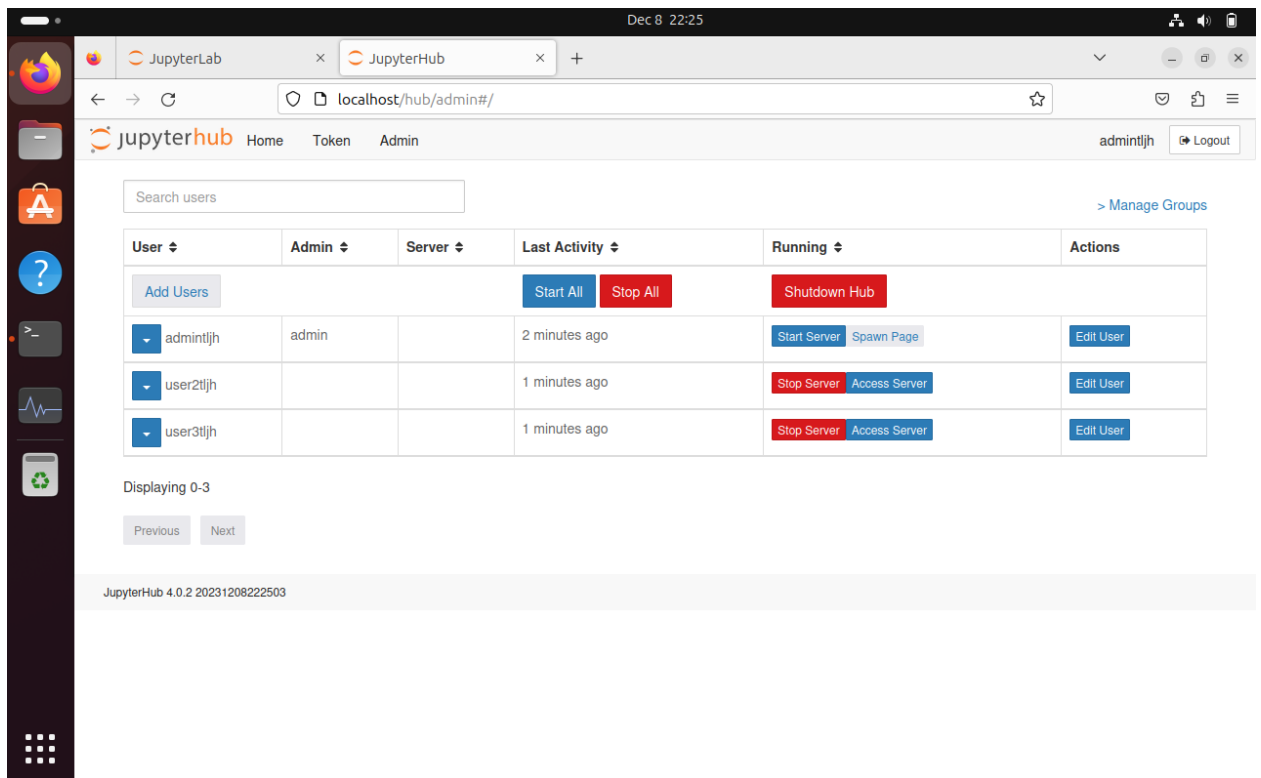 Dec 8 22:25
JupyterLab
JupyterHub
localhost/hub/admin#/
jupyterhub Home Token Admin admintljh Logout
Search users
> Manage Groups
User Admin Server Last Activity Running Actions
Add Users Start All Stop All Shutdown Hub
admintljh admin 2 minutes ago Start Server Spawn Page Edit User
user2tljh 1 minutes ago Stop Server Access Server Edit User
user3tljh 1 minutes ago Stop Server Access Server Edit User
Displaying 0-3
Previous Next
JupyterHub 4.0.2 20231208222503